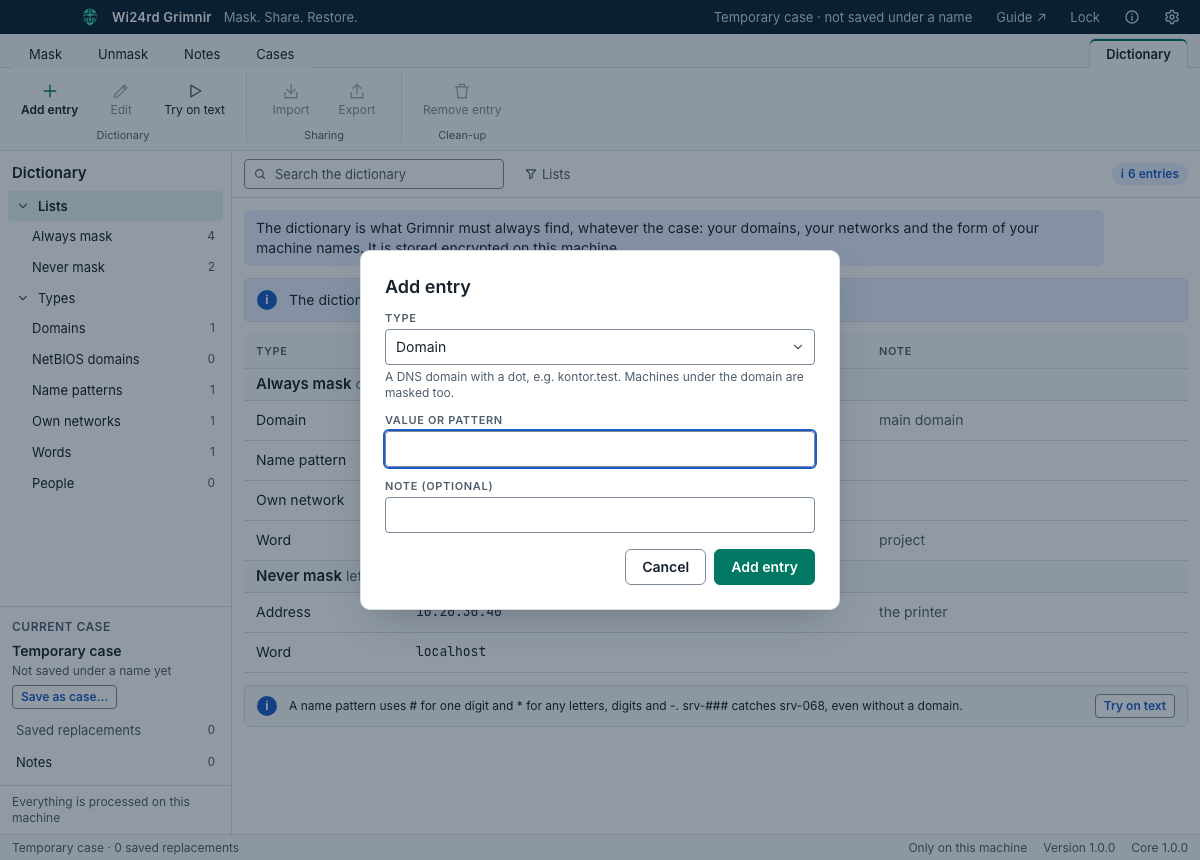 Wi24rd Grimnir Mask. Share. Restore.
Temporary case · not saved under a name Guide ↗ Lock
Mask Unmask Notes Cases Dictionary
Add entry Edit Try on text Import Export Remove entry
Dictionary Sharing Clean-up
Dictionary
Lists
Always mask 4
Never mask 2
Types
Domains 1
NetBIOS domains 0
Name patterns 1
Own networks 1
Words 1
People 0
CURRENT CASE
Temporary case
Not saved under a name yet
Save as case...
Saved replacements 0
Notes 0
Everything is processed on this
machine
Search the dictionary Lists i 6 entries
The dictionary is what Grimnir must always find, whatever the case: your domains, your networks and the form of your
machine names. It is stored encrypted on this machine.
The diction
TYPE NOTE
Always mask
Domain main domain
Name pattern
Own network
Word project
Never mask left
Address 10.20.30.40 the printer
Word localhost
A name pattern uses # for one digit and * for any letters, digits and -. srv-### catches srv-068, even without a domain. Try on text
Add entry
TYPE
Domain
A DNS domain with a dot, e.g. kontor.test. Machines under the domain are
masked too.
VALUE OR PATTERN
NOTE (OPTIONAL)
Cancel Add entry
Temporary case · 0 saved replacements Only on this machine Version 1.0.0 Core 1.0.0